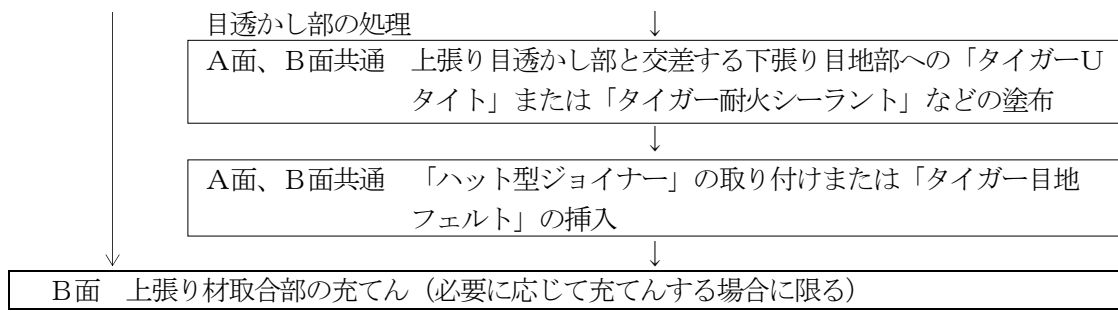 目透かし部の処理
A面、B面共通 上張り目透かし部と交差する下張り目地部への「タイガーU
タイト」または「タイガー耐火シーラント」などの塗布
↓
A面、B面共通 「ハット型ジョイナー」の取り付けまたは「タイガー目地
フェルト」の挿入
↓
B面 上張り材取合部の充てん（必要に応じて充てんする場合に限る）